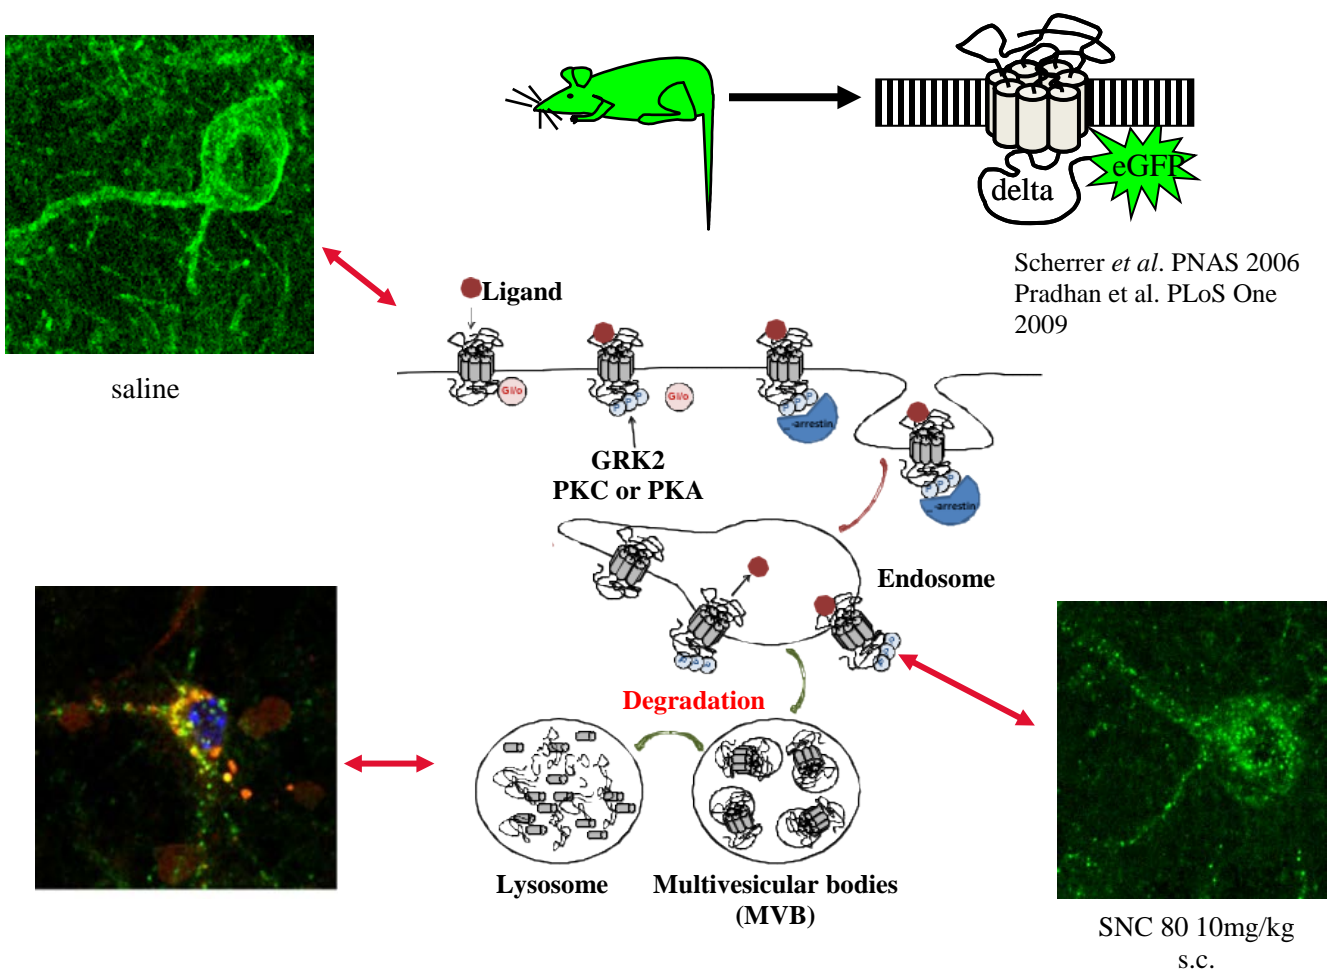 eGFP
delta
Scherrer et al. PNAS 2006
Pradhan et al. PLoS One
2009
saline
Ligand
Gi/o
Gi/o
P P P
P P P
-arrestin
P P P
-arrestin
GRK2
PKC or PKA
Endosome
P P P
P P P
Degradation
Lysosome
Multivesicular bodies
(MVB)
SNC 80 10mg/kg
s.c.